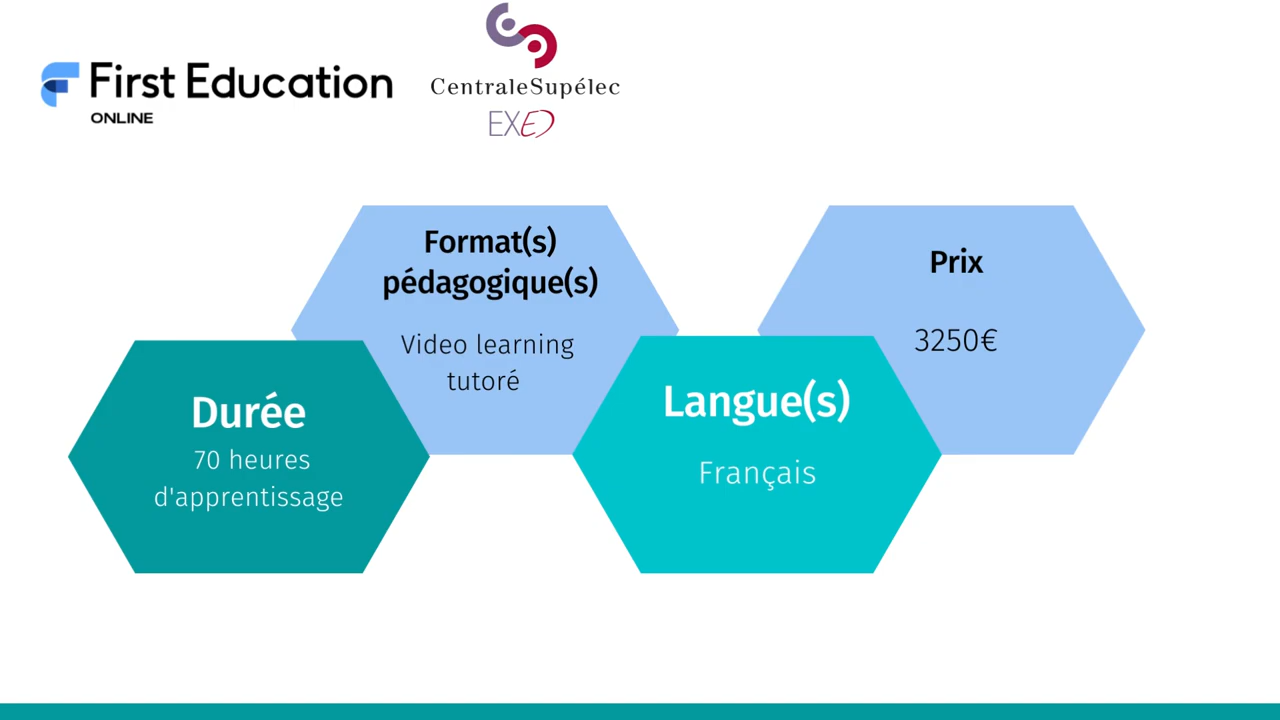 First Education
ONLINE
CentraleSupélec
EXED
Format(s)
pédagogique(s)
Video learning
tutoré
Prix
3250€
Durée
70 heures
d'apprentissage
Langue(s)
Français